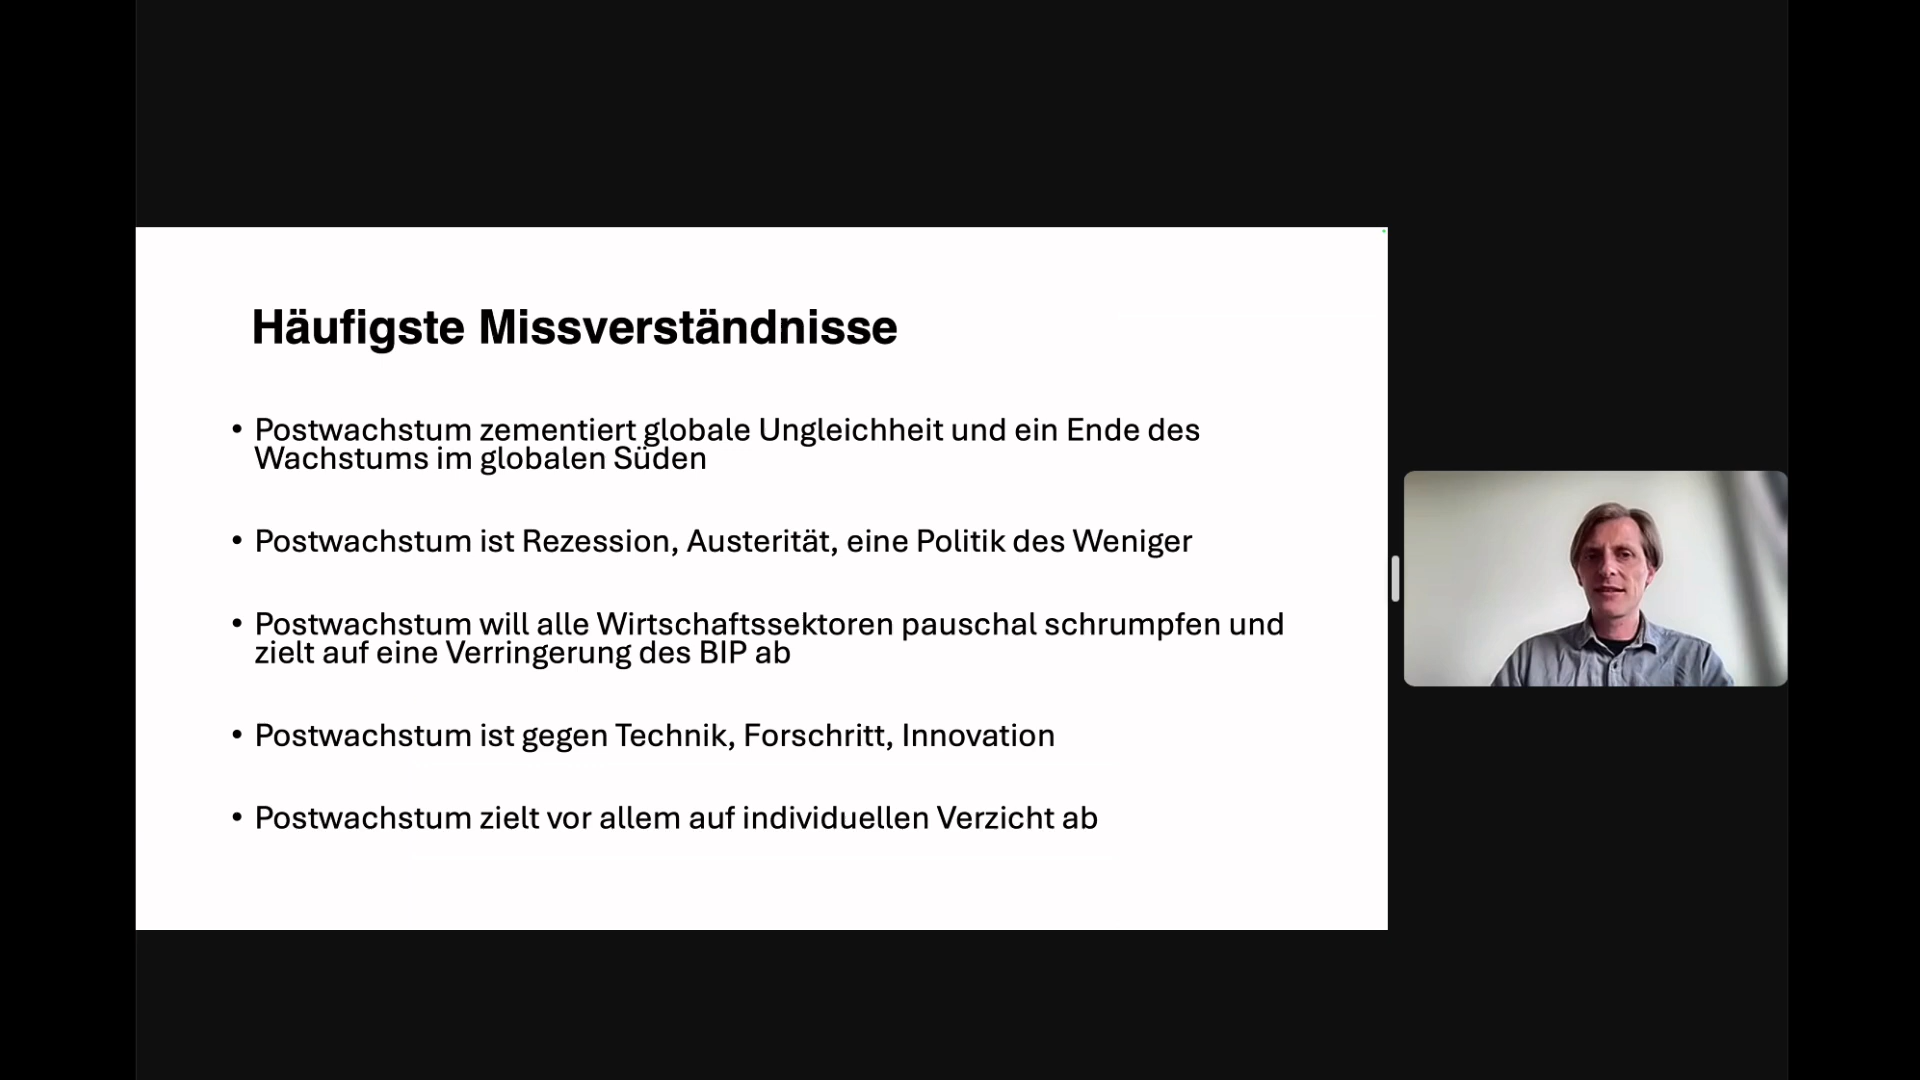 Häufigste Missverständnisse
• Postwachstum zementiert globale Ungleichheit und ein Ende des
Wachstums im globalen Süden
• Postwachstum ist Rezession, Austerität, eine Politik des Weniger
• Postwachstum will alle Wirtschaftssektoren pauschal schrumpfen und
zielt auf eine Verringerung des BIP ab
• Postwachstum ist gegen Technik, Forschritt, Innovation
• Postwachstum zielt vor allem auf individuellen Verzicht ab